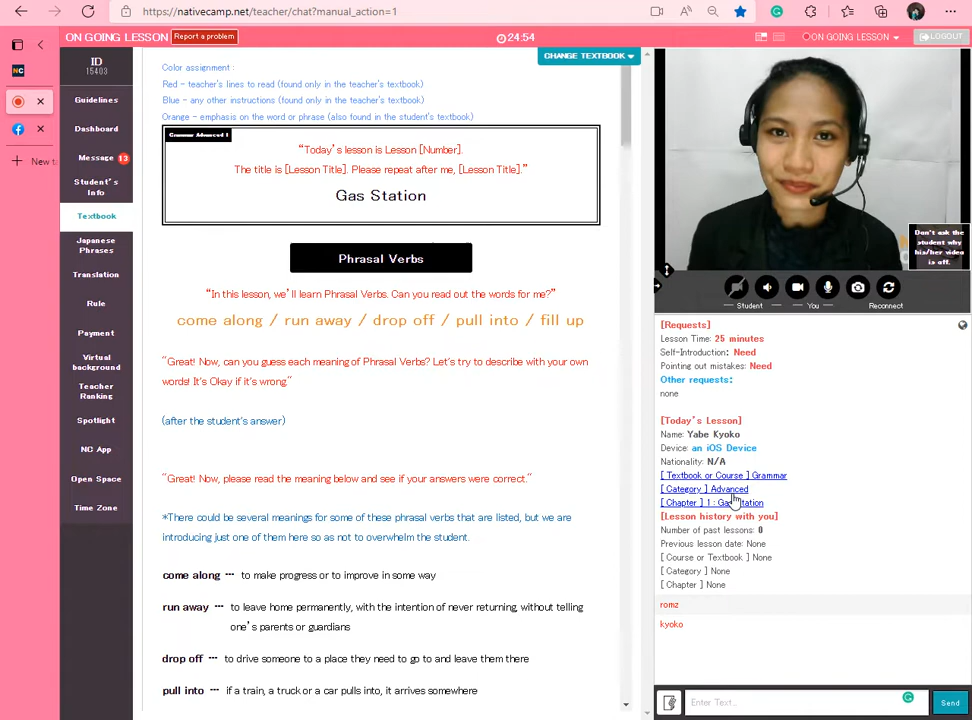 https://nativecamp.net/teacher/chat?manual_action=1
ON GOING LESSON
Report a problem
24:54
ON GOING LESSON
LOGOUT
New t
ID
15403
Guidelines
Dashboard
Message 13
Student's
Info
Textbook
Japanese
Phrases
Translation
Rule
Payment
Virtual
background
Teacher
Ranking
Spotlight
NC App
Open Space
Time Zone
CHANGE TEXTBOOK
Color assignment :
Red - teacher's lines to read (found only in the teacher's textbook)
Blue - any other instructions (found only in the teacher's textbook)
Orange - emphasis on the word or phrase (also found in the student's textbook)
Grammar Advanced 1
“Today's lesson is Lesson [Number].
The title is [Lesson Title]. Please repeat after me, [Lesson Title].”
Gas Station
Phrasal Verbs
“In this lesson, we'll learn Phrasal Verbs. Can you read out the words for me?”
come along / run away / drop off / pull into / fill up
“Great! Now, can you guess each meaning of Phrasal Verbs? Let's try to describe with your own
words! It's Okay if it's wrong.”
(after the student's answer)
“Great! Now, please read the meaning below and see if your answers were correct.”
*There could be several meanings for some of these phrasal verbs that are listed, but we are
introducing just one of them here so as not to overwhelm the student.
come along … to make progress or to improve in some way
run away … to leave home permanently, with the intention of never returning, without telling
one's parents or guardians
drop off … to drive someone to a place they need to go to and leave them there
pull into … if a train, a truck or a car pulls into, it arrives somewhere
Don't ask the
student why
his/her video
is off.
Student
You
Reconnect
[Requests]
Lesson Time: 25 minutes
Self-Introduction: Need
Pointing out mistakes: Need
Other requests:
none
[Today's Lesson]
Name: Yabe Kyoko
Device: an iOS Device
Nationality: N/A
[ Textbook or Course ] Grammar
[ Category ] Advanced
[ Chapter ] 1 : Gas Station
[Lesson history with you]
Number of past lessons: 0
Previous lesson date: None
[ Course or Textbook ] None
[ Category ] None
[ Chapter ] None
romz
kyoko
Enter Text...
Send